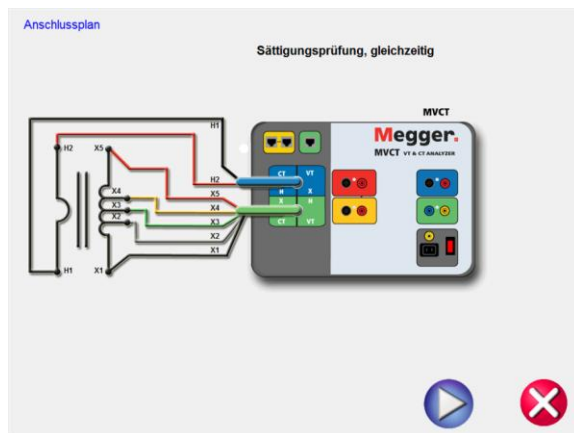 Anschlussplan
Sättigungsprüfung, gleichzeitig
MVCT
Megger.
MVCT VT & CT ANALYZER
H1
H2
X5
H2
CT VT
X4
X5
H X
X3
X4
X H
X2
X3
CT VT
X2
X1
H1
X1